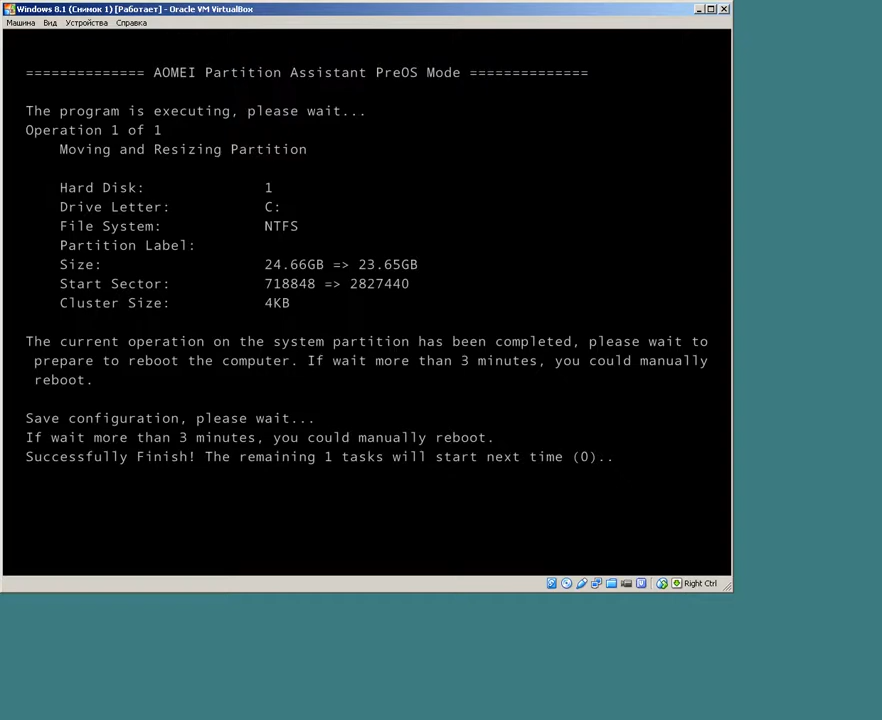 Windows 8.1 (Снимок 1) [Работает] - Oracle VM VirtualBox
Машина Вид Устройства Справка
============== AOMEI Partition Assistant PreOS Mode ==============
The program is executing, please wait...
Operation 1 of 1
Moving and Resizing Partition
Hard Disk: 1
Drive Letter: C:
File System: NTFS
Partition Label:
Size: 24.66GB => 23.65GB
Start Sector: 718848 => 2827440
Cluster Size: 4KB
The current operation on the system partition has been completed, please wait to
prepare to reboot the computer. If wait more than 3 minutes, you could manually
reboot.
Save configuration, please wait...
If wait more than 3 minutes, you could manually reboot.
Successfully Finish! The remaining 1 tasks will start next time (0)..
Right Ctrl